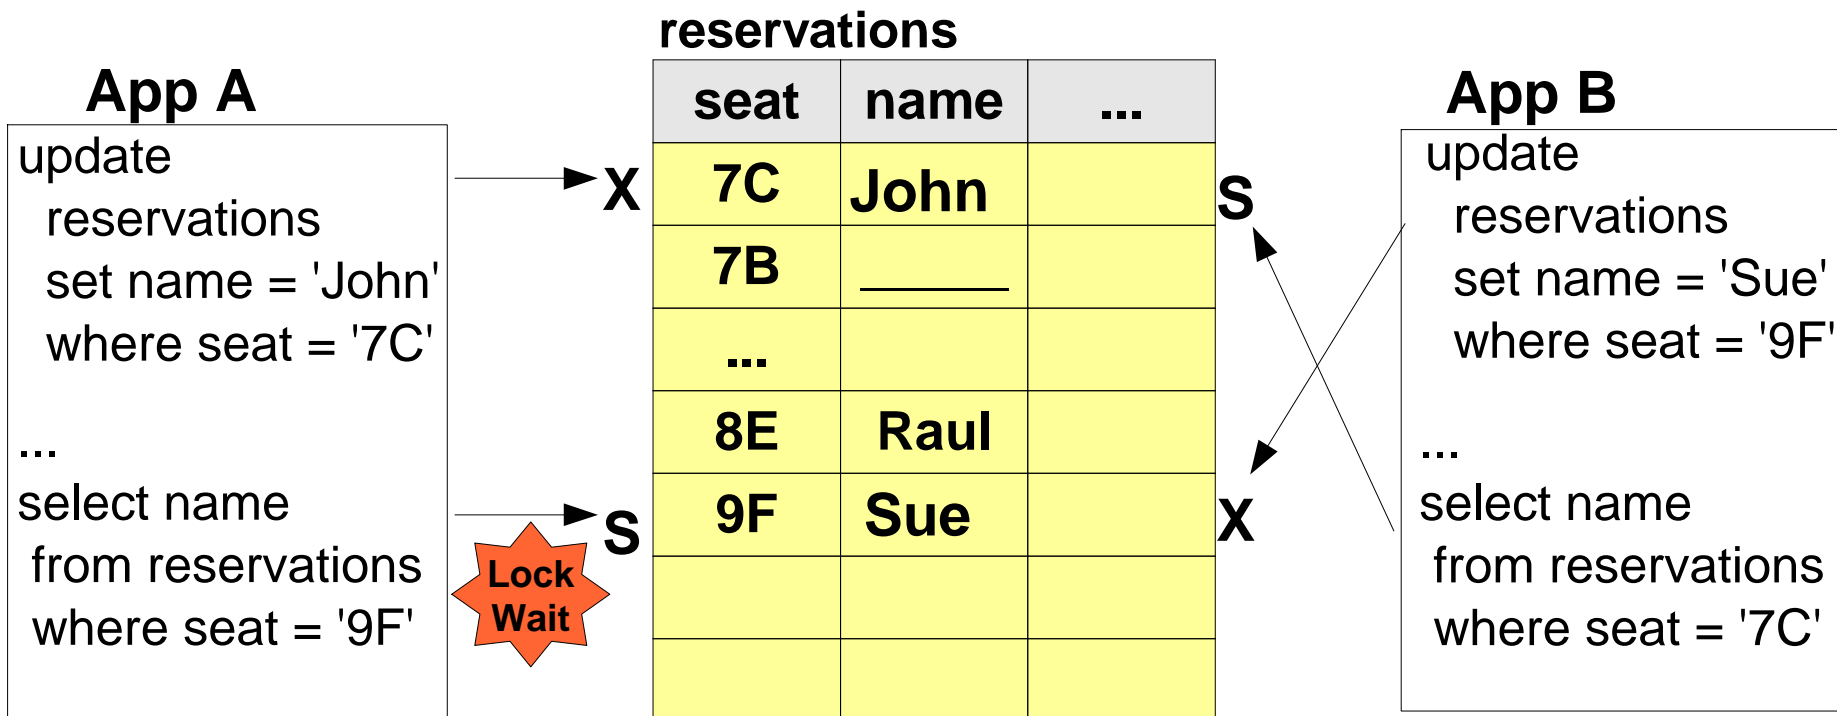 reservations
App A
update
reservations
set name = 'John'
where seat = '7C'
...
select name
from reservations
where seat = '9F'
X
S
Lock
Wait
seat name ...
7C John
7B ______
...
8E Raul
9F Sue
S
X
App B
update
reservations
set name = 'Sue'
where seat = '9F'
...
select name
from reservations
where seat = '7C'